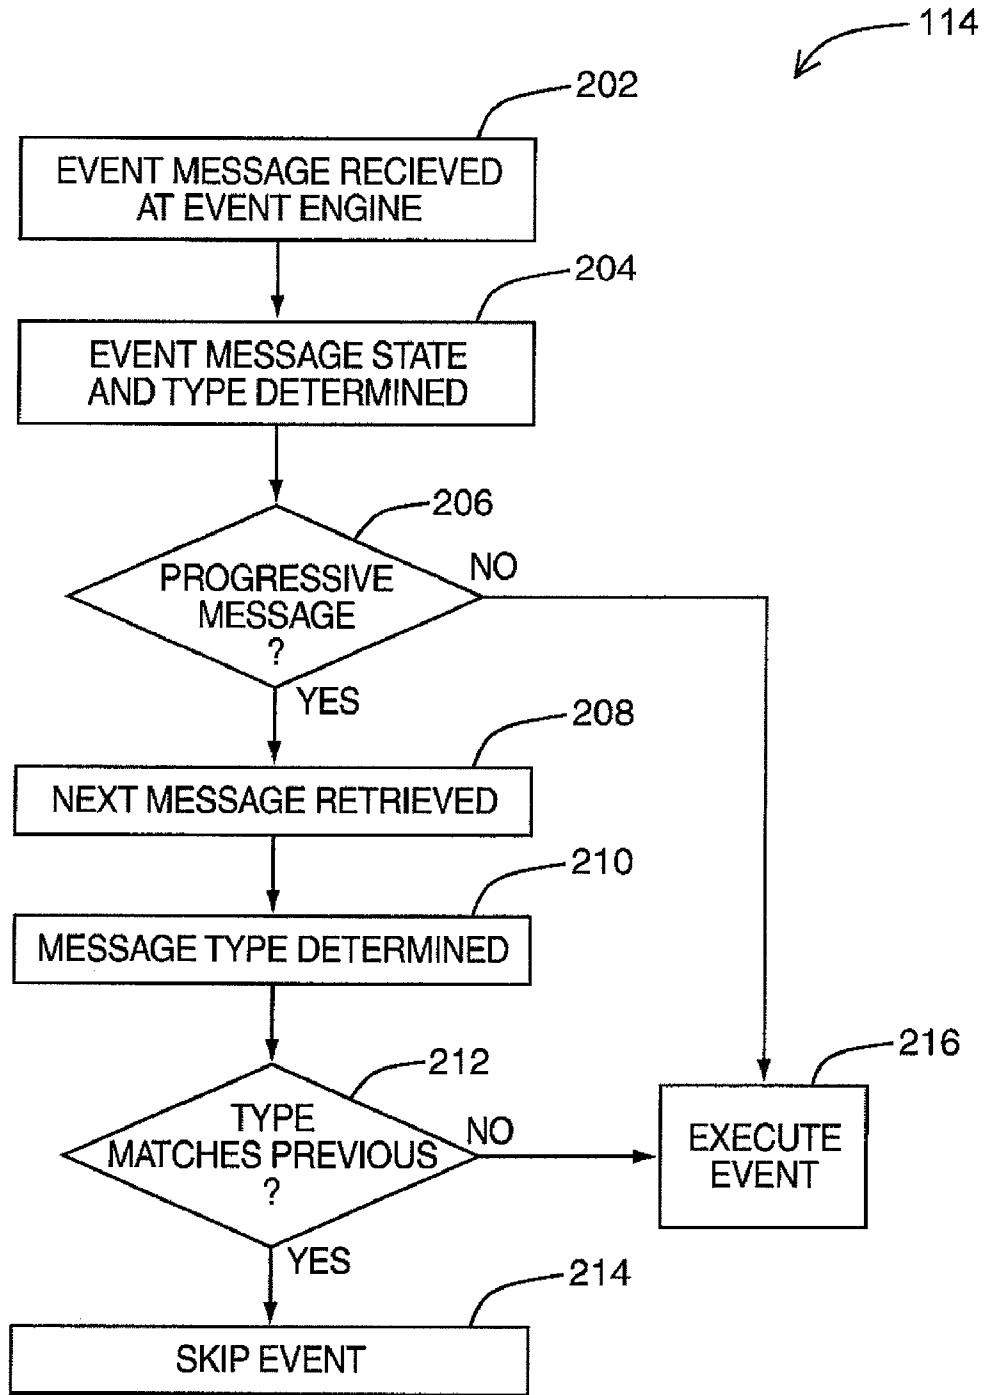 114
202
EVENT MESSAGE RECIEVED
AT EVENT ENGINE
204
EVENT MESSAGE STATE
AND TYPE DETERMINED
206
PROGRESSIVE
MESSAGE
?
NO
YES
208
NEXT MESSAGE RETRIEVED
210
MESSAGE TYPE DETERMINED
212
TYPE
MATCHES PREVIOUS
?
NO
216
EXECUTE
EVENT
YES
214
SKIP EVENT